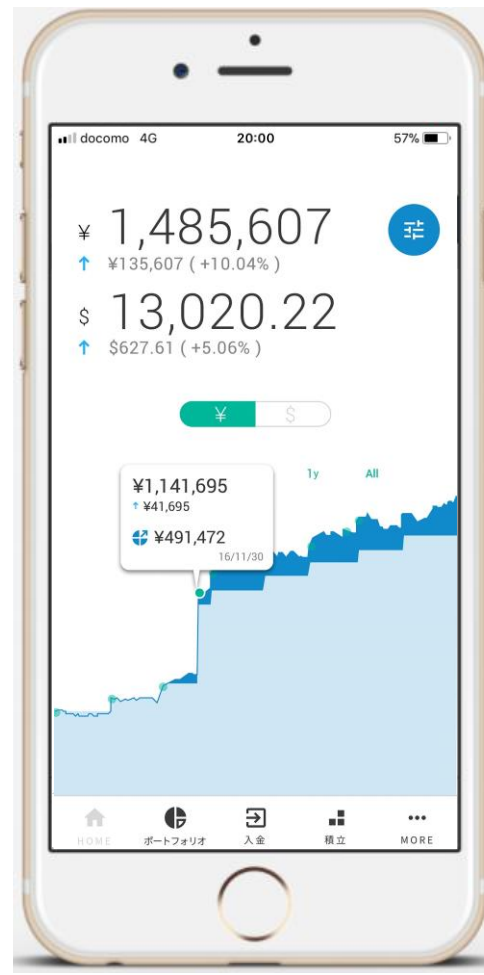 docomo 4G 20:00 57%
¥ 1,485,607
↑ ¥135,607 ( +10.04% )
$ 13,020.22
↑ $627.61 ( +5.06% )
¥ $
1y All
¥1,141,695
↑ ¥41,695
¥491,472
16/11/30
HOME ポートフォリオ 入金 積立 MORE